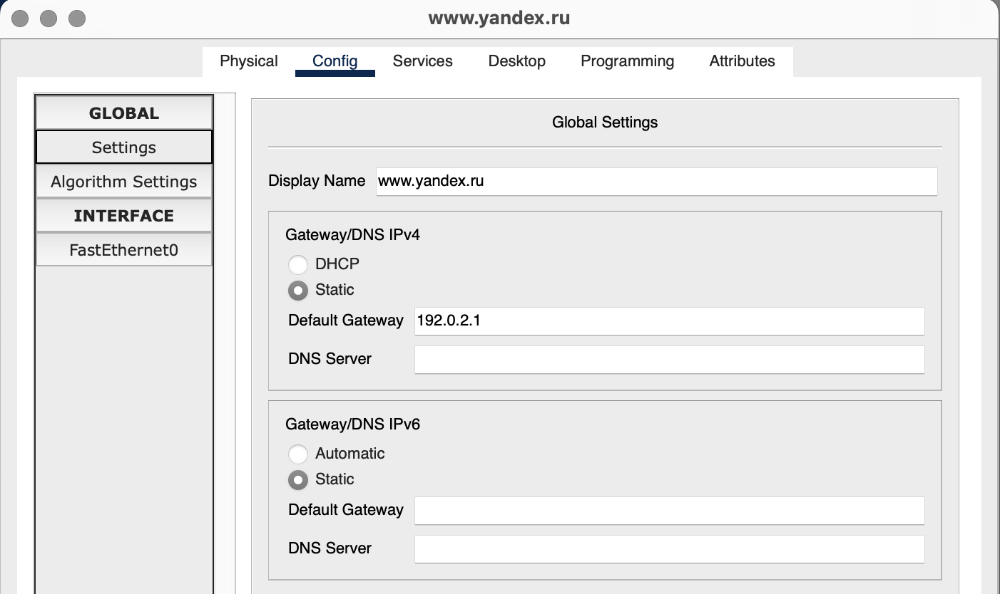 www.yandex.ru
Physical Config Services Desktop Programming Attributes
GLOBAL
Settings
Algorithm Settings
INTERFACE
FastEthernet0
Global Settings
Display Name www.yandex.ru
Gateway/DNS IPv4
DHCP
Static
Default Gateway 192.0.2.1
DNS Server
Gateway/DNS IPv6
Automatic
Static
Default Gateway
DNS Server